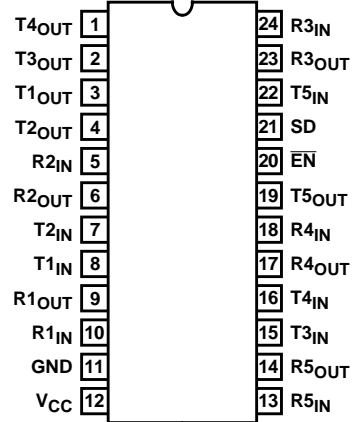 T4OUT 1 24 R3IN
T3OUT 2 23 R3OUT
T1OUT 3 22 T5IN
T2OUT 4 21 SD
R2IN 5 20 E̅N̅
R2OUT 6 19 T5OUT
T2IN 7 18 R4IN
T1IN 8 17 R4OUT
R1OUT 9 16 T4IN
R1IN 10 15 T3IN
GND 11 14 R5OUT
VCC 12 13 R5IN